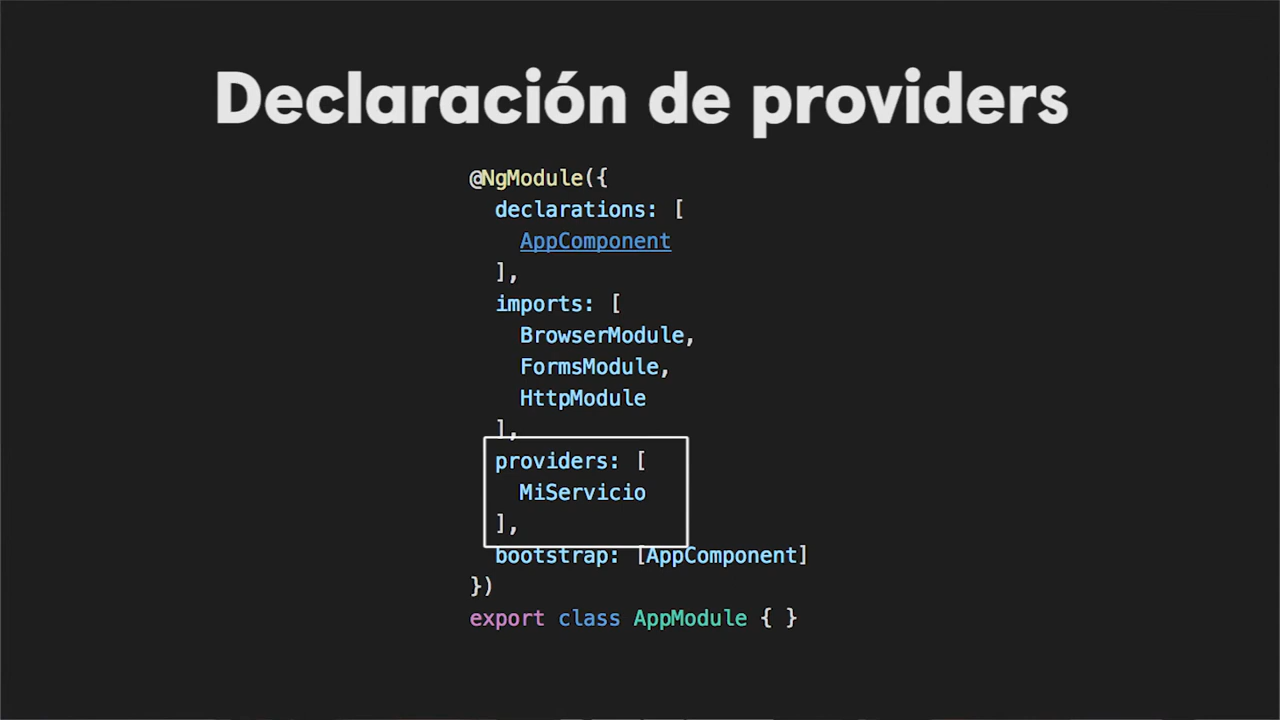 Declaración de providers
@NgModule({
declarations: [
AppComponent
],
imports: [
BrowserModule,
FormsModule,
HttpModule
],
providers: [
MiServicio
],
bootstrap: [AppComponent]
})
export class AppModule { }